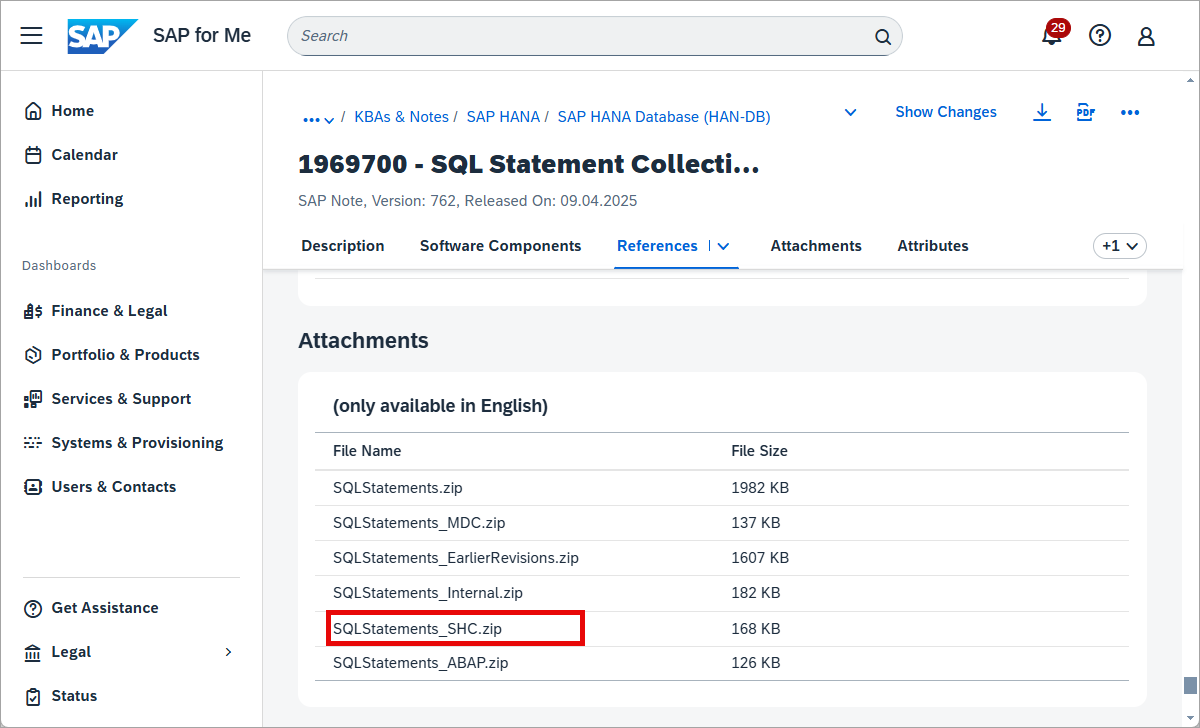 SAP
SAP for Me
Search
29
Home
Calendar
Reporting
Dashboards
Finance & Legal
Portfolio & Products
Services & Support
Systems & Provisioning
Users & Contacts
Get Assistance
Legal
Status
/ KBAs & Notes / SAP HANA / SAP HANA Database (HAN-DB)
Show Changes
PDF
1969700 - SQL Statement Collecti...
SAP Note, Version: 762, Released On: 09.04.2025
Description Software Components References Attachments Attributes +1
Attachments
(only available in English)
File Name File Size
SQLStatements.zip 1982 KB
SQLStatements_MDC.zip 137 KB
SQLStatements_EarlierRevisions.zip 1607 KB
SQLStatements_Internal.zip 182 KB
SQLStatements_SHC.zip 168 KB
SQLStatements_ABAP.zip 126 KB